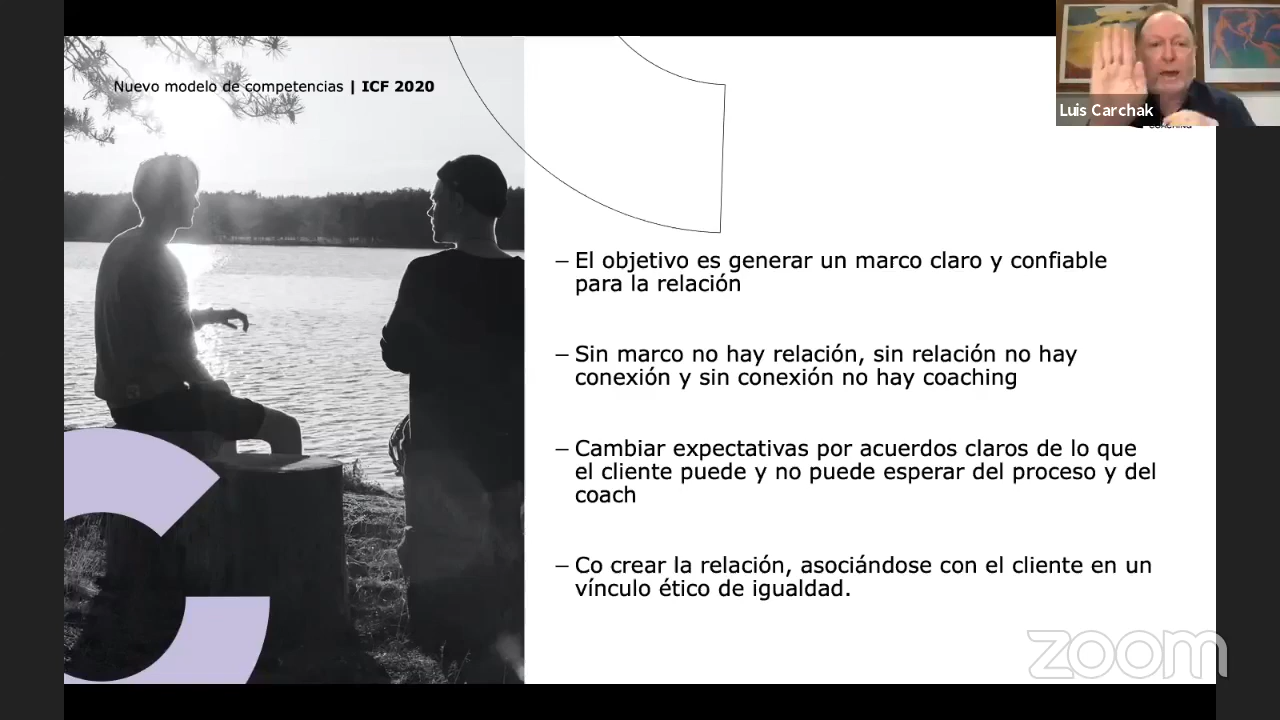 Nuevo modelo de competencias | ICF 2020
Luis Carchak
– El objetivo es generar un marco claro y confiable
para la relación
– Sin marco no hay relación, sin relación no hay
conexión y sin conexión no hay coaching
– Cambiar expectativas por acuerdos claros de lo que
el cliente puede y no puede esperar del proceso y del
coach
– Co crear la relación, asociándose con el cliente en un
vínculo ético de igualdad.
zoom